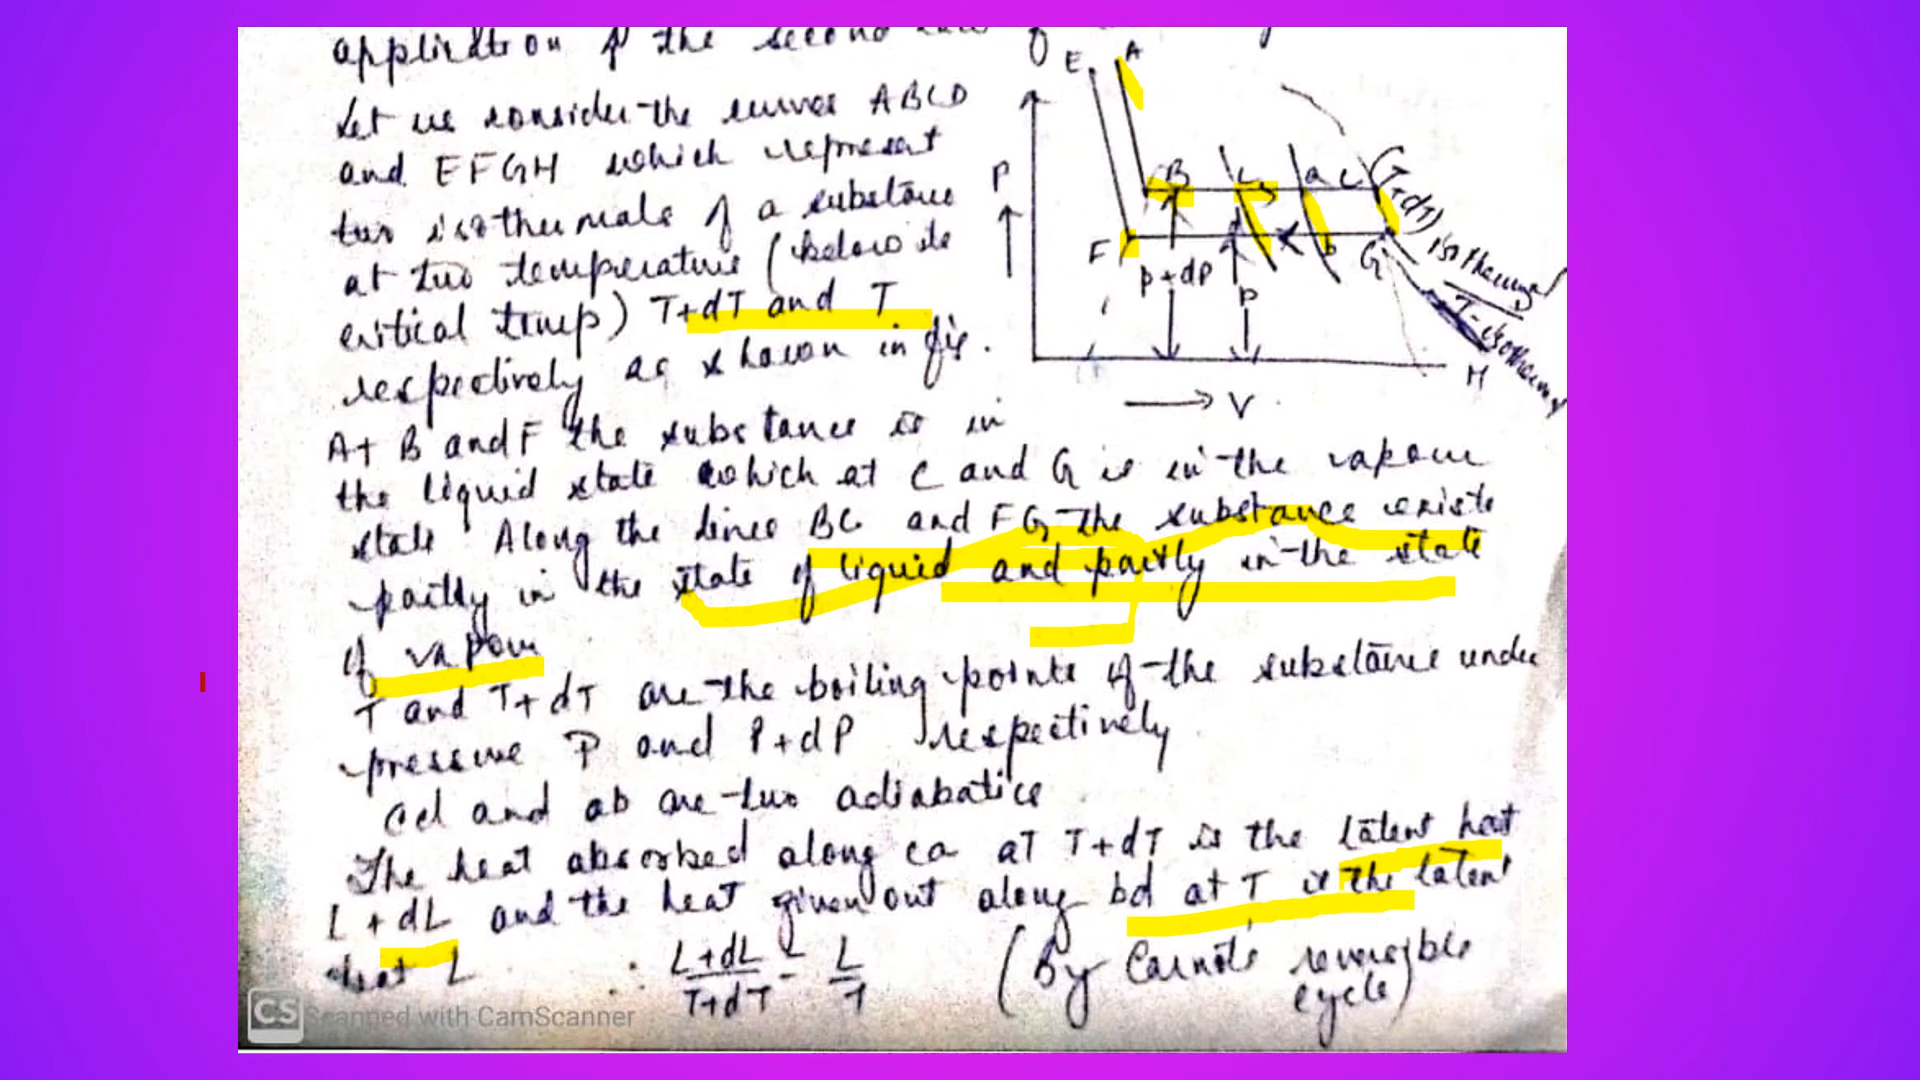 application of the second
Let us consider the curves ABCD
and EFGH which represent
two isothermals of a substance
at two temperature (below its
critical temp) T+dT and T
respectively as shown in fig.
At B and F the substance is in
the liquid state which at C and G is in the vapour
state Along the lines BC and FG the substance exists
partly in the state of liquid and partly in the state
of vapour
T and T+dT are the boiling points of the substance under
pressure P and P+dP respectively
cd and ab are two adiabatics
The heat absorbed along ca at T+dT is the latent heat
L+dL and the heat given out along bd at T is the latent
heat L
∴ L+dL/T+dT = L/T (By Carnot's reversible
cycle)
E A
P
B C a c
(T+dT) isothermal
F b G
P+dP P
T-isothermal
H
V
CS Scanned with CamScanner